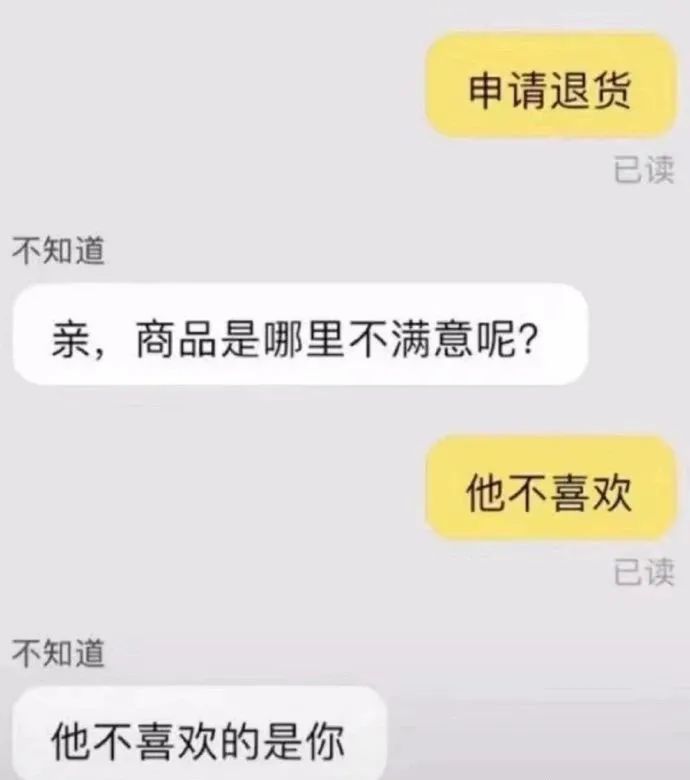 申请退货
已读
不知道
亲，商品是哪里不满意呢？
他不喜欢
已读
不知道
他不喜欢的是你